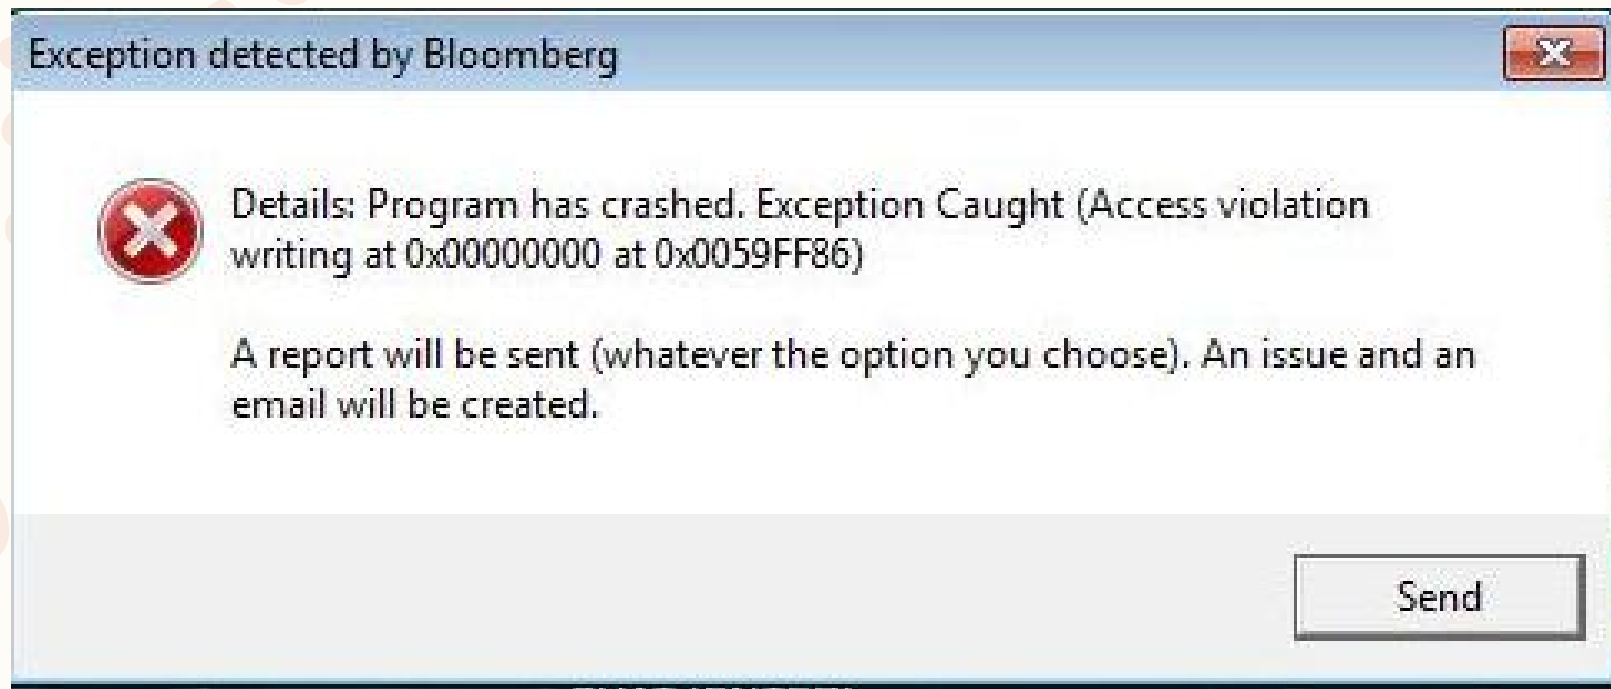 Exception detected by Bloomberg
Details: Program has crashed. Exception Caught (Access violation
writing at 0x00000000 at 0x0059FF86)
A report will be sent (whatever the option you choose). An issue and an
email will be created.
Send